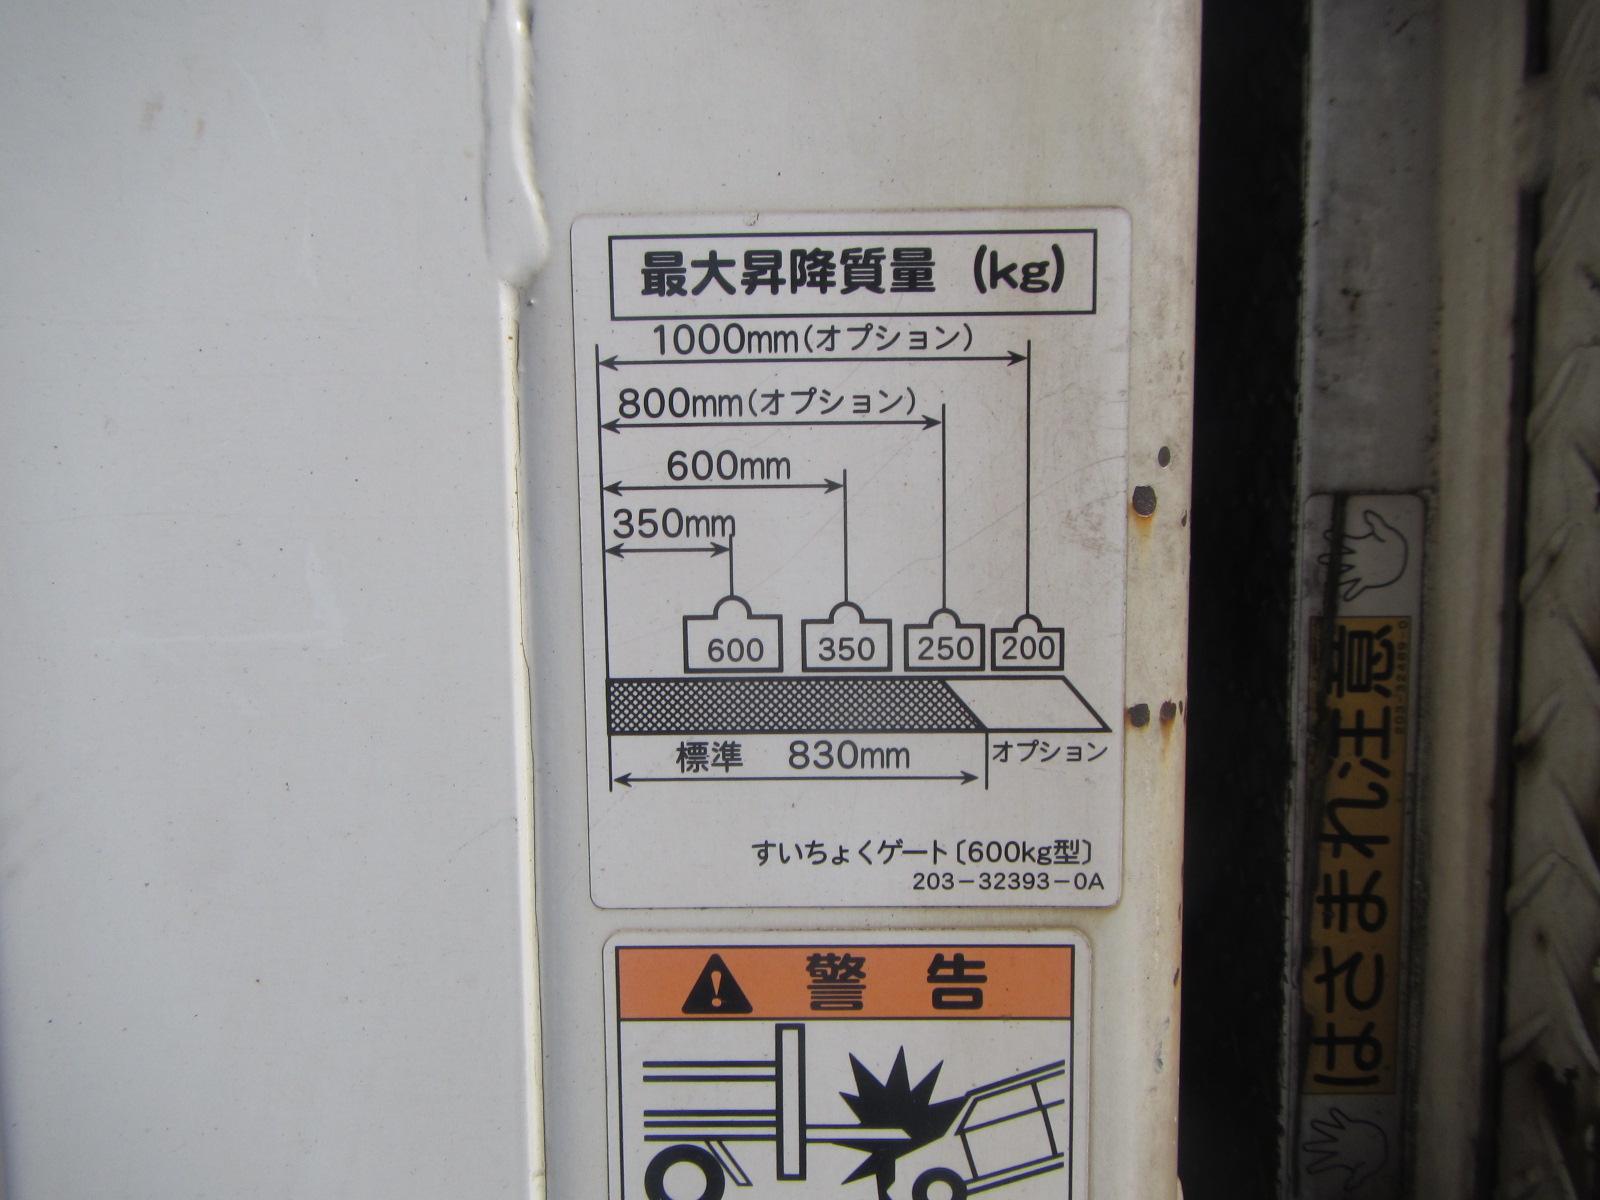 最大昇降質量 (kg)
1000mm(オプション)
800mm(オプション)
600mm
350mm
600 350 250 200
標準 830mm オプション
すいちょくゲート〔600kg型〕
203-32393-0A
警告
はさまれ注意